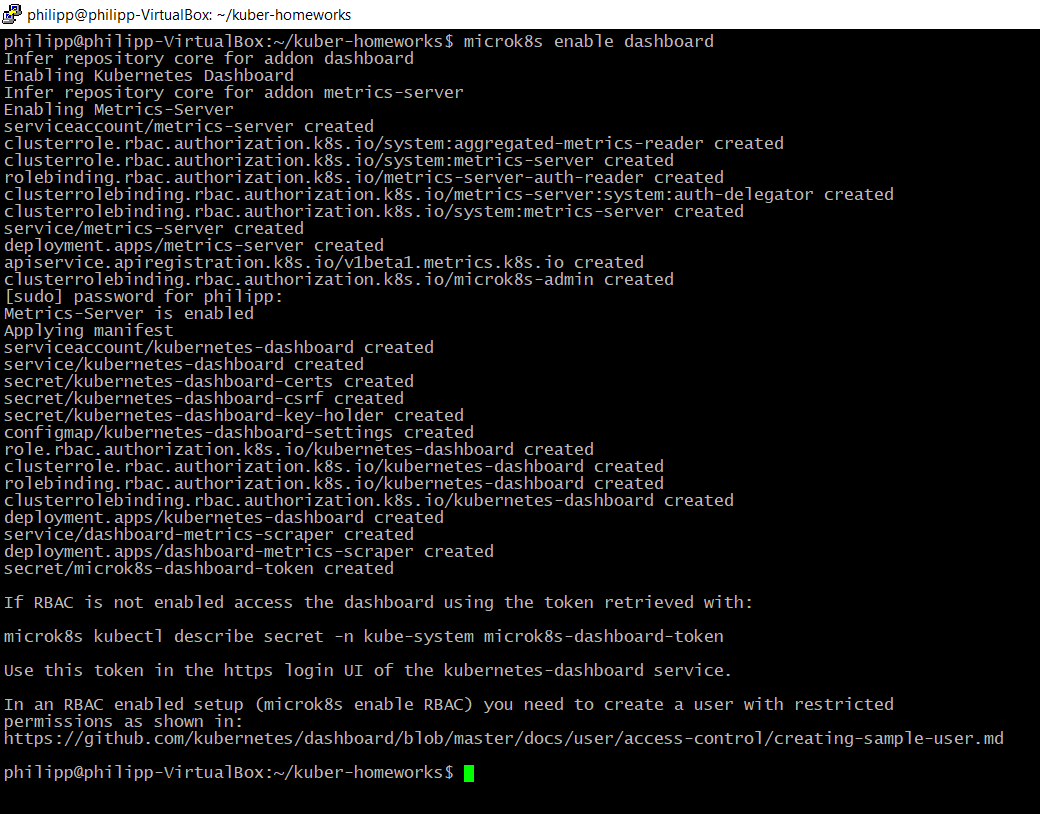 philipp@philipp-VirtualBox: ~/kuber-homeworks
philipp@philipp-VirtualBox:~/kuber-homeworks$ microk8s enable dashboard
Infer repository core for addon dashboard
Enabling Kubernetes Dashboard
Infer repository core for addon metrics-server
Enabling Metrics-Server
serviceaccount/metrics-server created
clusterrole.rbac.authorization.k8s.io/system:aggregated-metrics-reader created
clusterrole.rbac.authorization.k8s.io/system:metrics-server created
rolebinding.rbac.authorization.k8s.io/metrics-server-auth-reader created
clusterrolebinding.rbac.authorization.k8s.io/metrics-server:system:auth-delegator created
clusterrolebinding.rbac.authorization.k8s.io/system:metrics-server created
service/metrics-server created
deployment.apps/metrics-server created
apiservice.apiregistration.k8s.io/v1beta1.metrics.k8s.io created
clusterrolebinding.rbac.authorization.k8s.io/microk8s-admin created
[sudo] password for philipp:
Metrics-Server is enabled
Applying manifest
serviceaccount/kubernetes-dashboard created
service/kubernetes-dashboard created
secret/kubernetes-dashboard-certs created
secret/kubernetes-dashboard-csrf created
secret/kubernetes-dashboard-key-holder created
configmap/kubernetes-dashboard-settings created
role.rbac.authorization.k8s.io/kubernetes-dashboard created
clusterrole.rbac.authorization.k8s.io/kubernetes-dashboard created
rolebinding.rbac.authorization.k8s.io/kubernetes-dashboard created
clusterrolebinding.rbac.authorization.k8s.io/kubernetes-dashboard created
deployment.apps/kubernetes-dashboard created
service/dashboard-metrics-scraper created
deployment.apps/dashboard-metrics-scraper created
secret/microk8s-dashboard-token created
If RBAC is not enabled access the dashboard using the token retrieved with:
microk8s kubectl describe secret -n kube-system microk8s-dashboard-token
Use this token in the https login UI of the kubernetes-dashboard service.
In an RBAC enabled setup (microk8s enable RBAC) you need to create a user with restricted
permissions as shown in:
https://github.com/kubernetes/dashboard/blob/master/docs/user/access-control/creating-sample-user.md
philipp@philipp-VirtualBox:~/kuber-homeworks$